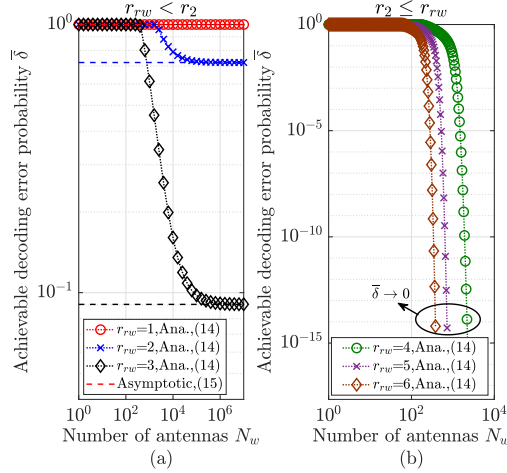 r_{rw} < r_2
Achievable decoding error probability \overline{δ}
10^0
10^{-1}
r_{rw}=1,Ana.,(14)
r_{rw}=2,Ana.,(14)
r_{rw}=3,Ana.,(14)
Asymptotic,(15)
10^0 10^2 10^4 10^6
Number of antennas N_w
(a)
r_2 ≤ r_{rw}
Achievable decoding error probability \overline{δ}
10^0
10^{-5}
10^{-10}
10^{-15}
\overline{δ} → 0
r_{rw}=4,Ana.,(14)
r_{rw}=5,Ana.,(14)
r_{rw}=6,Ana.,(14)
10^0 10^2 10^4
Number of antennas N_w
(b)